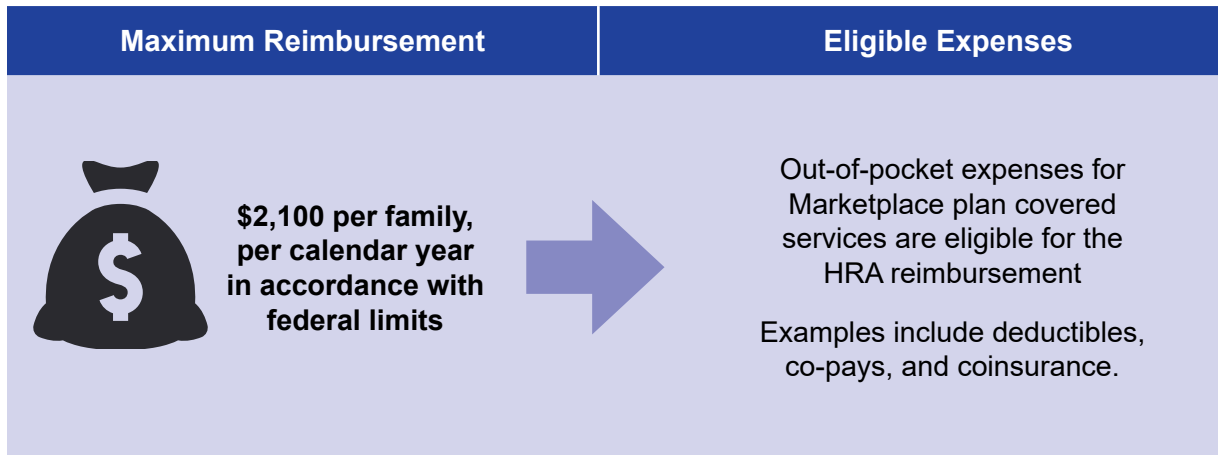 Maximum Reimbursement
Eligible Expenses
$
$2,100 per family,
per calendar year
in accordance with
federal limits
Out-of-pocket expenses for
Marketplace plan covered
services are eligible for the
HRA reimbursement
Examples include deductibles,
co-pays, and coinsurance.